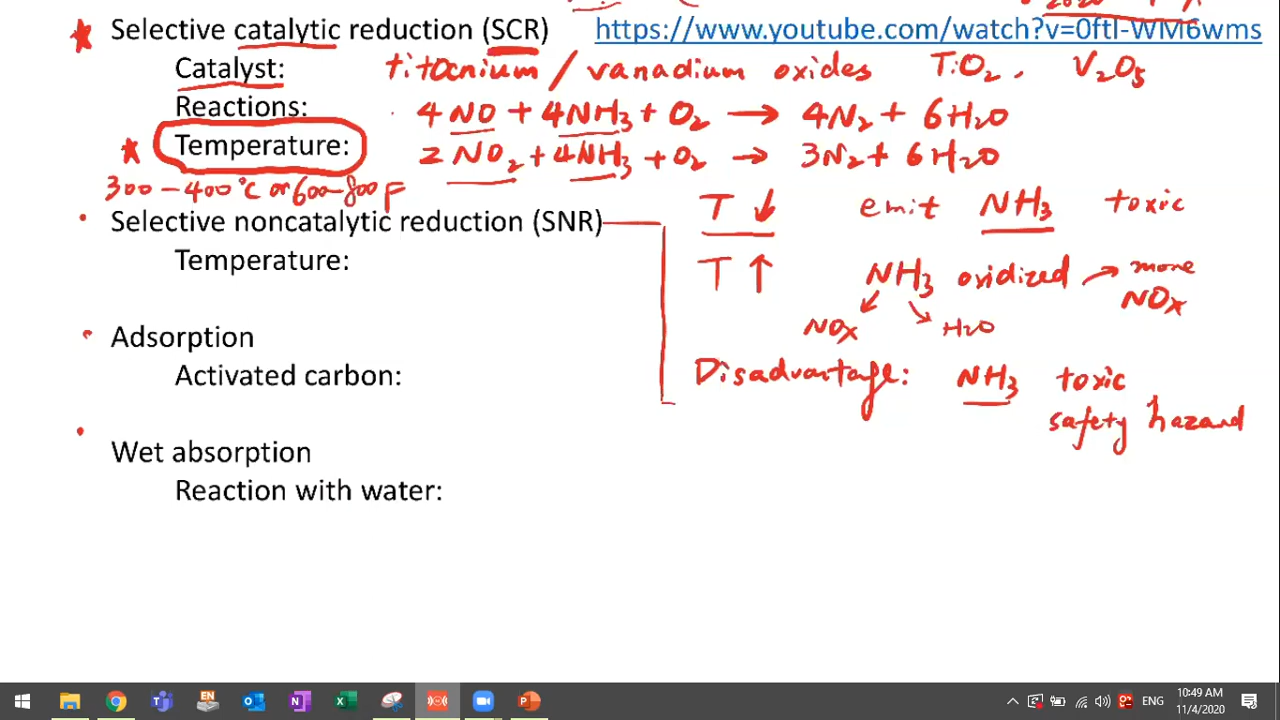 Selective catalytic reduction (SCR) https://www.youtube.com/watch?v=0ftI-WM6wms
Catalyst: titocnium / vanadium oxides TiO2, V2O5
Reactions: 4NO + 4NH3 + O2 → 4N2 + 6H2O
Temperature: 2NO2 + 4NH3 + O2 → 3N2 + 6H2O
300-400°C or 600-800F
T ↓ emit NH3 toxic
Selective noncatalytic reduction (SNR)
Temperature:
T ↑ NH3 oxidized → more NOx
NOx H2O
Adsorption
Activated carbon:
Disadvantage: NH3 toxic
safety hazard
Wet absorption
Reaction with water:
ENG
10:49 AM
11/4/2020